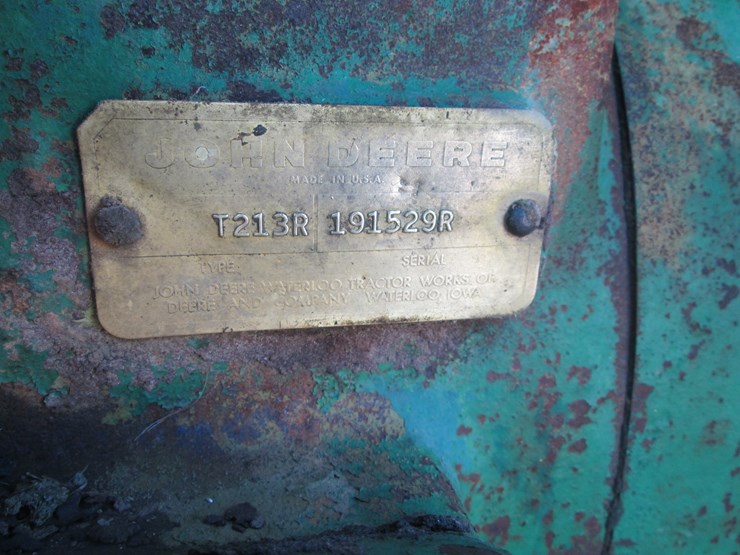 JOHN DEERE
MADE IN U.S.A.
T213R 191529R
TYPE SERIAL
JOHN DEERE WATERLOO TRACTOR WORKS OF
DEERE AND COMPANY WATERLOO, IOWA